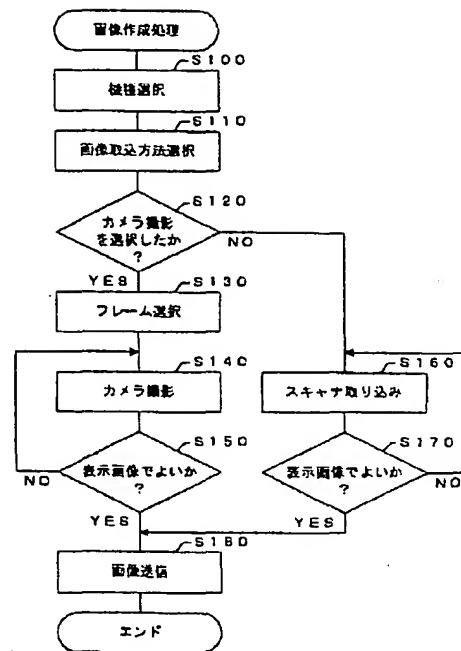 画像作成処理
S100
機種選択
S110
画像取込方法選択
S120
カメラ撮影
を選択したか
?
NO
YES
S130
フレーム選択
S140
カメラ撮影
S150
表示画像でよいか
?
NO
YES
S160
スキャナ取り込み
S170
表示画像でよいか
?
NO
YES
S180
画像送信
エンド